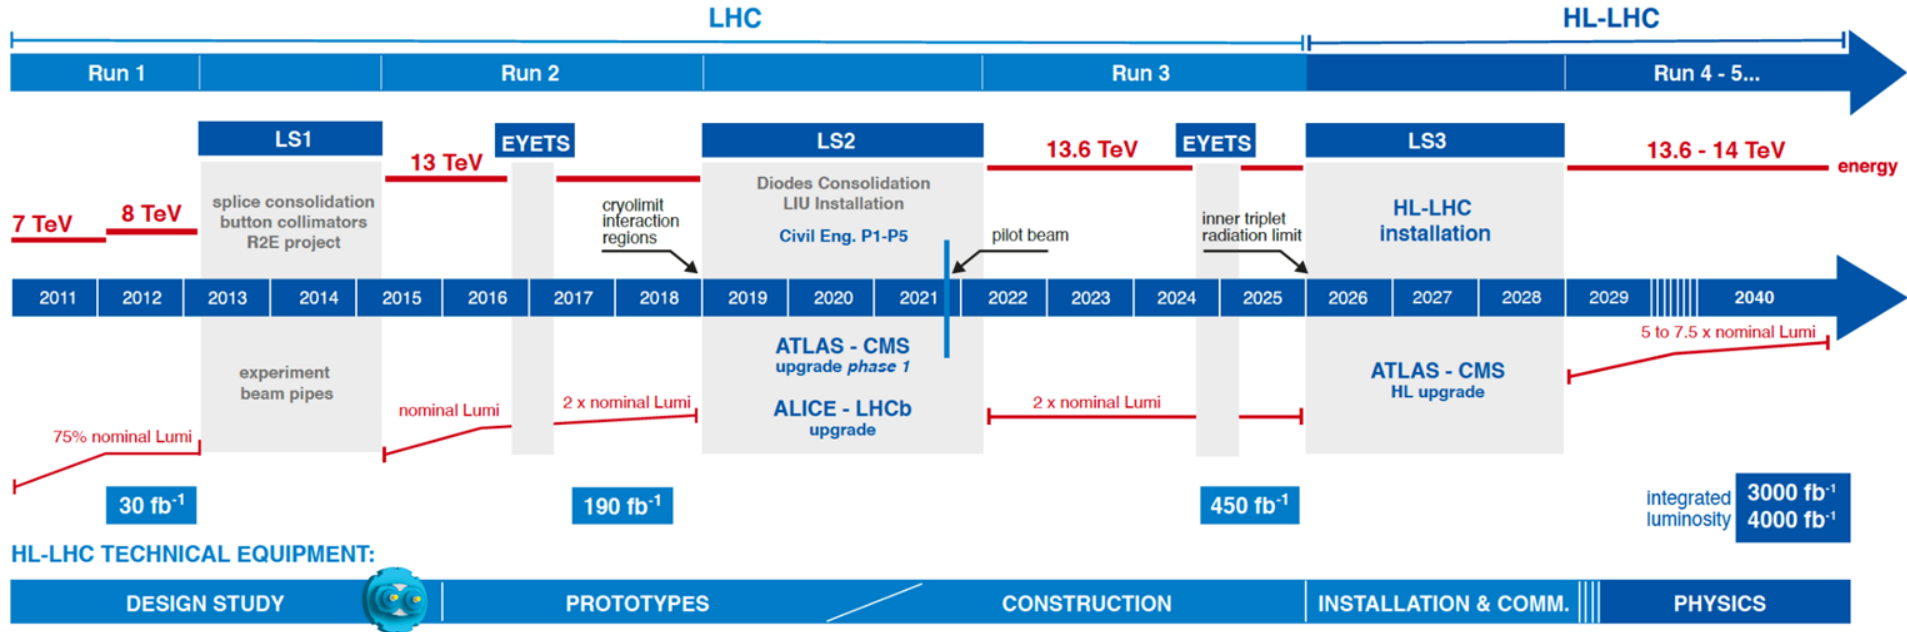 LHC
HL-LHC
Run 1
Run 2
Run 3
Run 4 - 5...
LS1
EYETS
LS2
EYETS
LS3
13 TeV
13.6 TeV
13.6 - 14 TeV
energy
7 TeV
8 TeV
splice consolidation
button collimators
R2E project
cryolimit
interaction
regions
Diodes Consolidation
LIU Installation
Civil Eng. P1-P5
pilot beam
inner triplet
radiation limit
HL-LHC
installation
2011
2012
2013
2014
2015
2016
2017
2018
2019
2020
2021
2022
2023
2024
2025
2026
2027
2028
2029
2040
5 to 7.5 x nominal Lumi
experiment
beam pipes
ATLAS - CMS
upgrade phase 1
ALICE - LHCb
upgrade
ATLAS - CMS
HL upgrade
75% nominal Lumi
nominal Lumi
2 x nominal Lumi
2 x nominal Lumi
30 fb⁻¹
190 fb⁻¹
450 fb⁻¹
integrated
luminosity
3000 fb⁻¹
4000 fb⁻¹
HL-LHC TECHNICAL EQUIPMENT:
DESIGN STUDY
PROTOTYPES
CONSTRUCTION
INSTALLATION & COMM.
PHYSICS